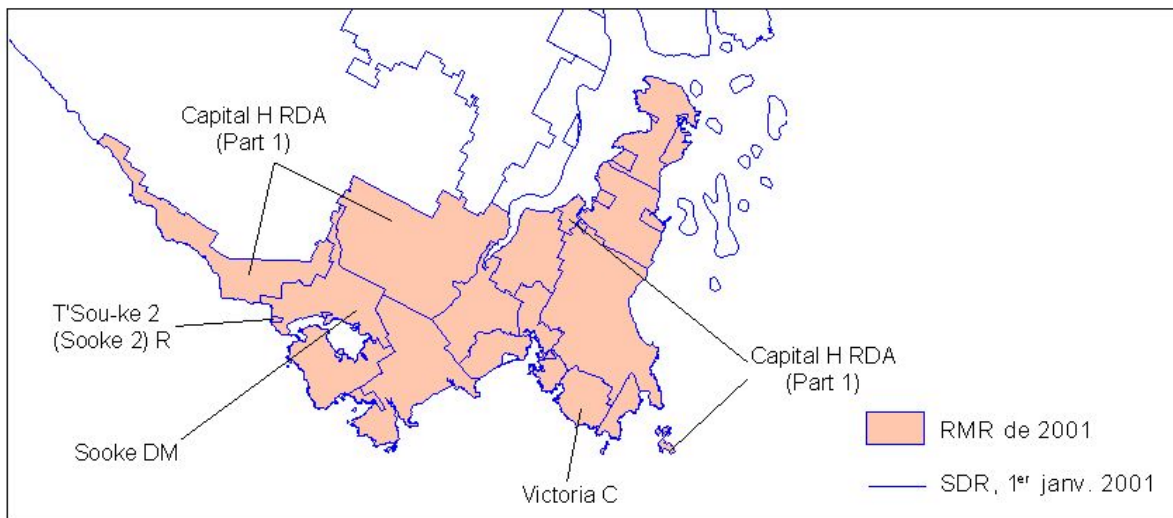 Capital H RDA
(Part 1)
T'Sou-ke 2
(Sooke 2) R
Sooke DM
Victoria C
Capital H RDA
(Part 1)
RMR de 2001
SDR, 1er janv. 2001